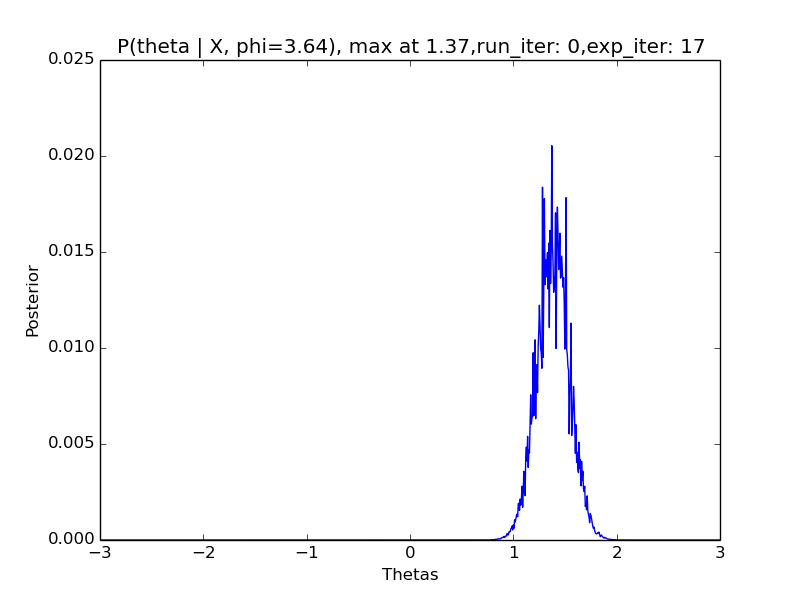 P(theta | X, phi=3.64), max at 1.37,run_iter: 0,exp_iter: 17
0.025
0.020
0.015
0.010
0.005
0.000
Posterior
−3 −2 −1 0 1 2 3
Thetas